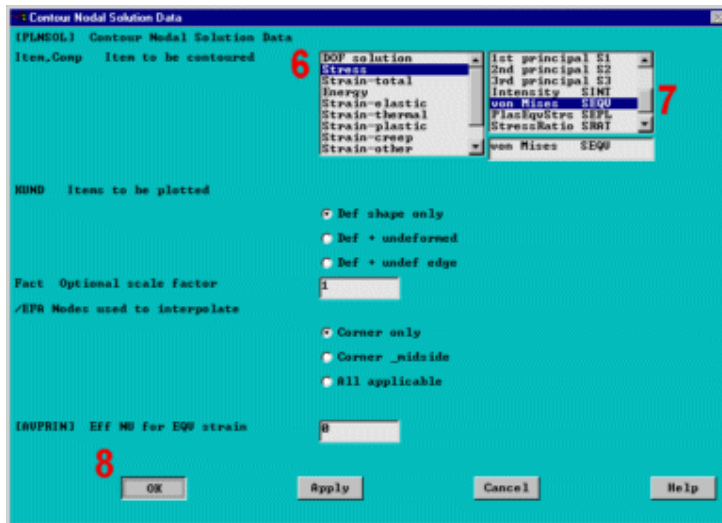 Contour Nodal Solution Data
[PLNSOL] Contour Nodal Solution Data
Item,Comp Item to be contoured
6
DOF solution
Stress
Strain-total
Energy
Strain-elastic
Strain-thermal
Strain-plastic
Strain-creep
Strain-other
1st principal S1
2nd principal S2
3rd principal S3
Intensity SINT
von Mises SEQV
PlasEqvStrs SEPL
StressRatio SRAT
7
von Mises SEQV
KUND Items to be plotted
Def shape only
Def + undeformed
Def + undef edge
Fact Optional scale factor
1
/EFA Nodes used to interpolate
Corner only
Corner _midside
All applicable
[AVPRIN] Eff NU for EQV strain
0
8
OK
Apply
Cancel
Help